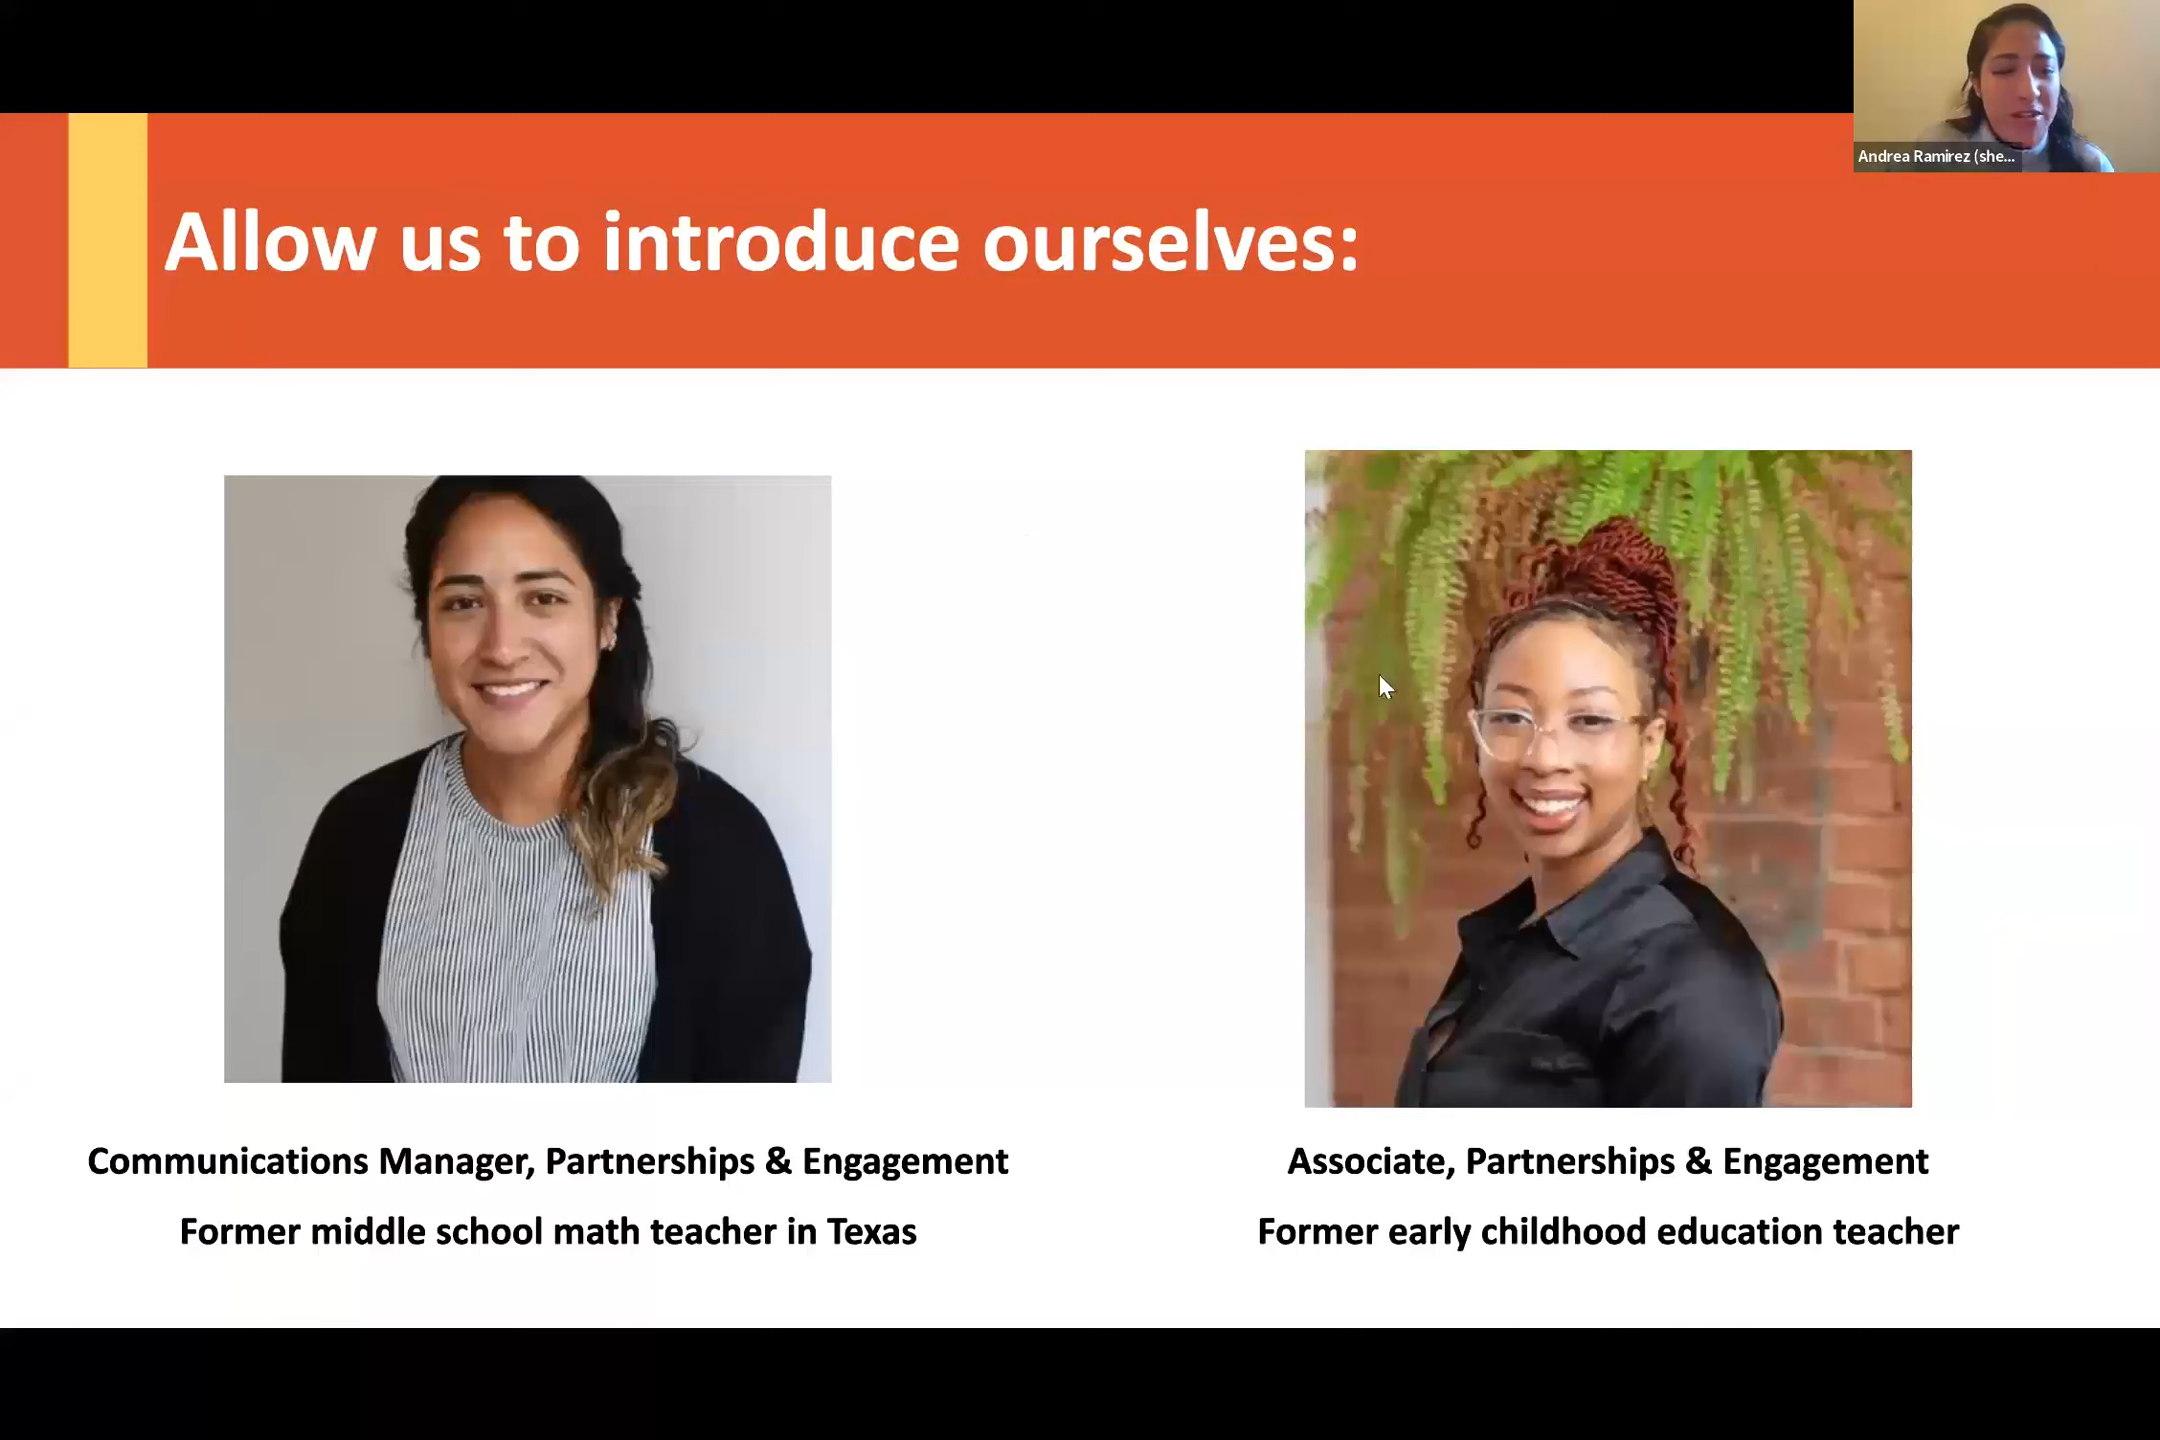 Andrea Ramirez (she...
Allow us to introduce ourselves:
Communications Manager, Partnerships & Engagement
Former middle school math teacher in Texas
Associate, Partnerships & Engagement
Former early childhood education teacher